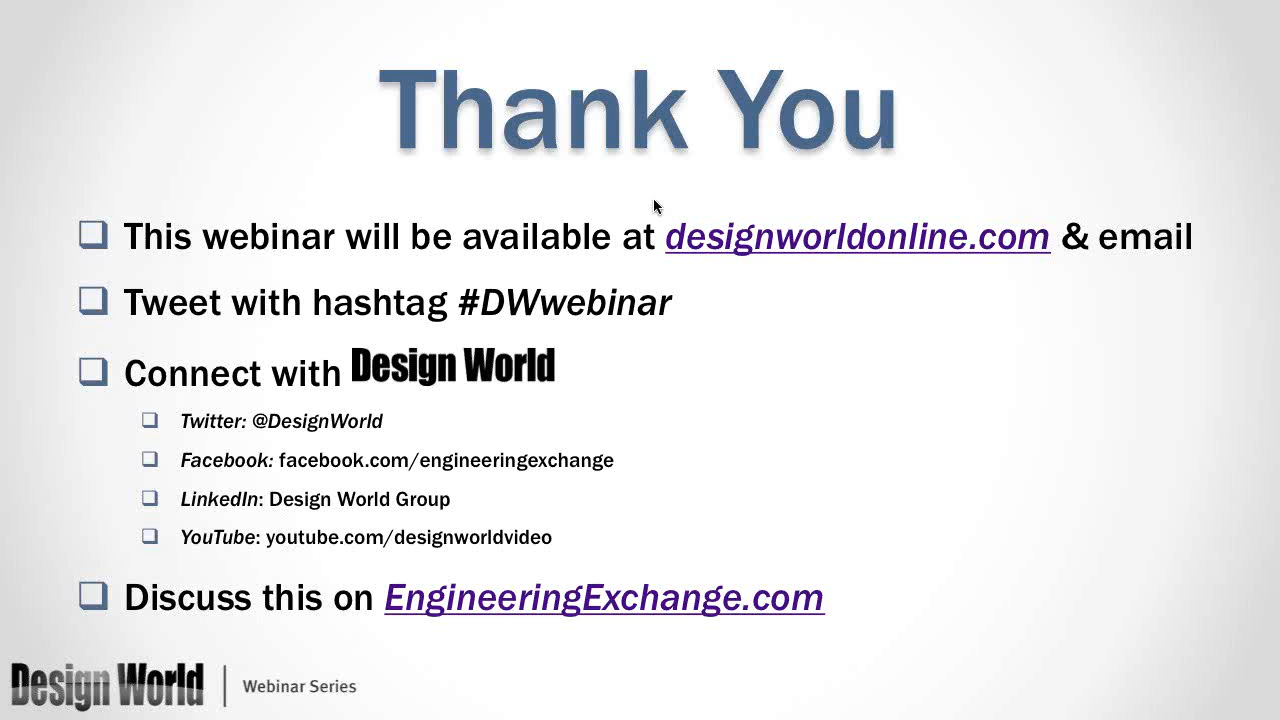 Thank You
This webinar will be available at designworldonline.com & email
Tweet with hashtag #DWwebinar
Connect with Design World
Twitter: @DesignWorld
Facebook: facebook.com/engineeringexchange
LinkedIn: Design World Group
YouTube: youtube.com/designworldvideo
Discuss this on EngineeringExchange.com
Design World | Webinar Series